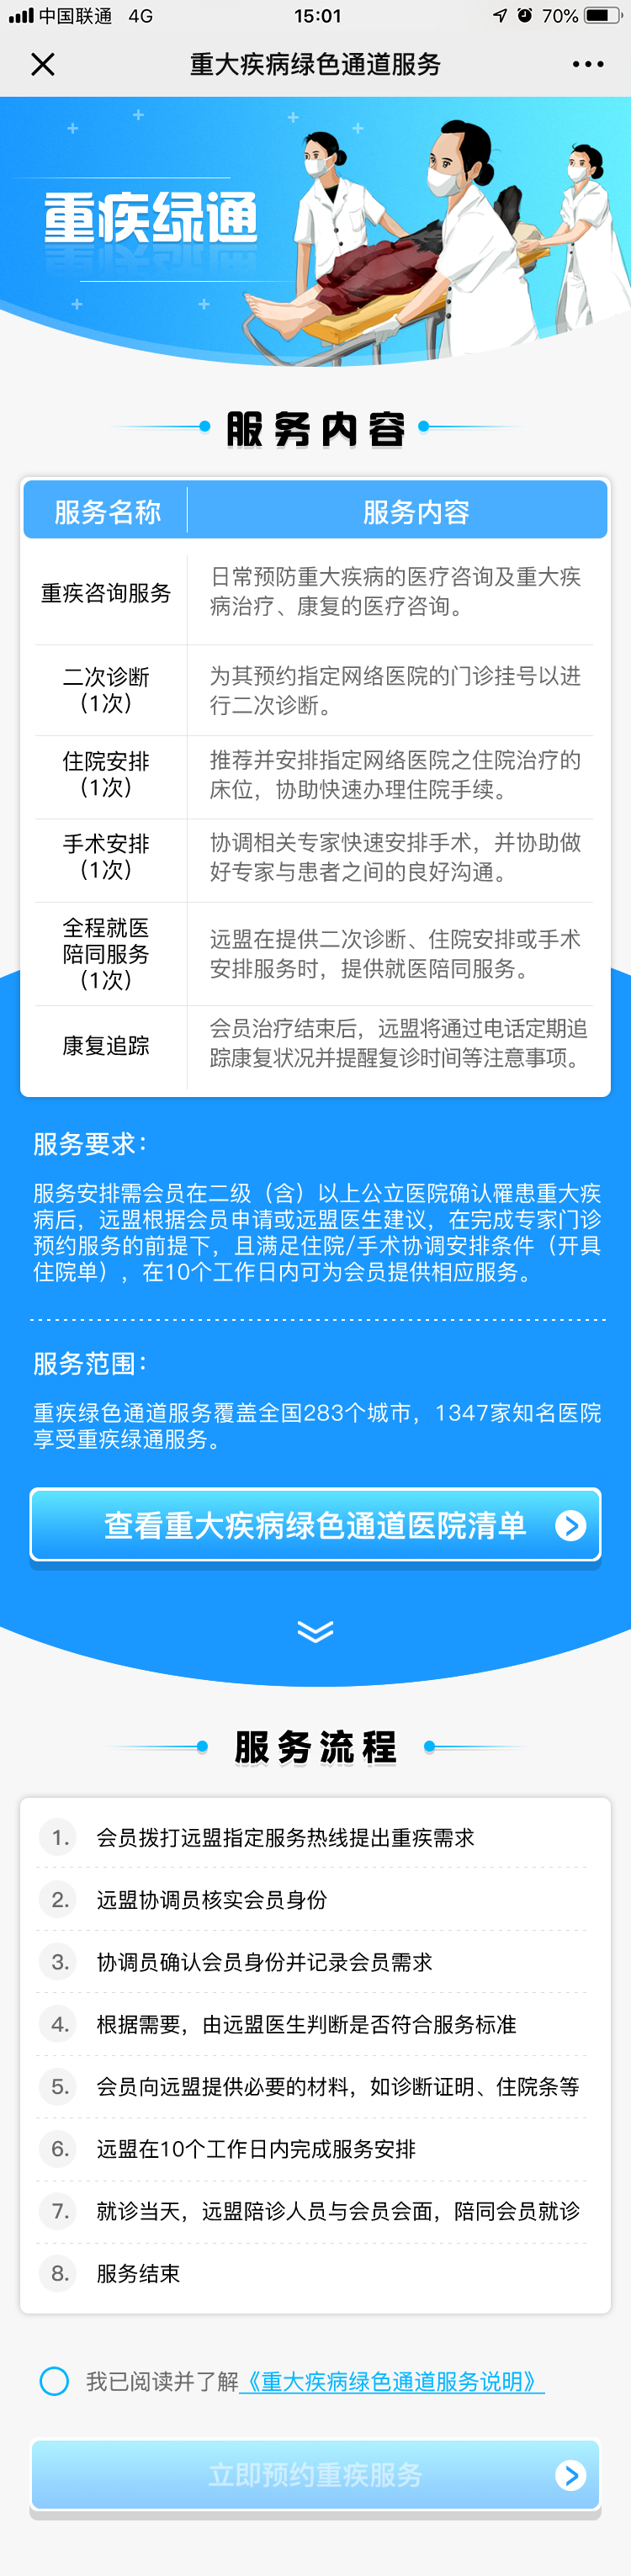 中国联通 4G 15:01 70%
重大疾病绿色通道服务
重疾绿通
服务内容
服务名称 服务内容
重疾咨询服务
日常预防重大疾病的医疗咨询及重大疾
病治疗、康复的医疗咨询。
二次诊断
（1次）
为其预约指定网络医院的门诊挂号以进
行二次诊断。
住院安排
（1次）
推荐并安排指定网络医院之住院治疗的
床位，协助快速办理住院手续。
手术安排
（1次）
协调相关专家快速安排手术，并协助做
好专家与患者之间的良好沟通。
全程就医
陪同服务
（1次）
远盟在提供二次诊断、住院安排或手术
安排服务时，提供就医陪同服务。
康复追踪
会员治疗结束后，远盟将通过电话定期追
踪康复状况并提醒复诊时间等注意事项。
服务要求：
服务安排需会员在二级（含）以上公立医院确认罹患重大疾
病后，远盟根据会员申请或远盟医生建议，在完成专家门诊
预约服务的前提下，且满足住院/手术协调安排条件（开具
住院单），在10个工作日内可为会员提供相应服务。
服务范围：
重疾绿色通道服务覆盖全国283个城市，1347家知名医院
享受重疾绿通服务。
查看重大疾病绿色通道医院清单
服务流程
1. 会员拨打远盟指定服务热线提出重疾需求
2. 远盟协调员核实会员身份
3. 协调员确认会员身份并记录会员需求
4. 根据需要，由远盟医生判断是否符合服务标准
5. 会员向远盟提供必要的材料，如诊断证明、住院条等
6. 远盟在10个工作日内完成服务安排
7. 就诊当天，远盟陪诊人员与会员会面，陪同会员就诊
8. 服务结束
我已阅读并了解《重大疾病绿色通道服务说明》
立即预约重疾服务